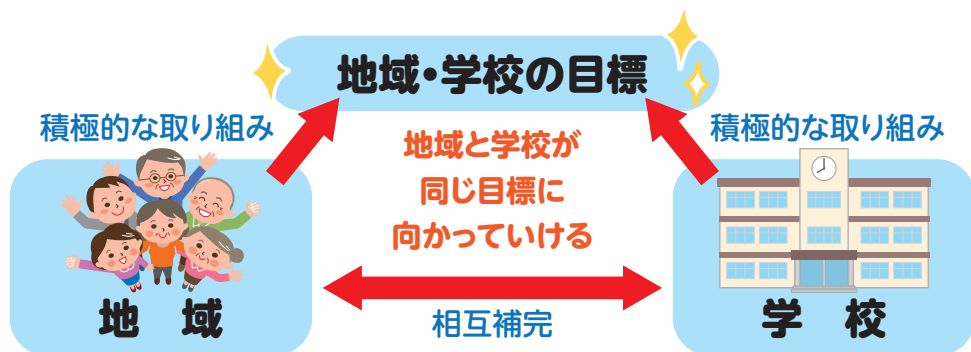 地域・学校の目標
積極的な取り組み
積極的な取り組み
地域と学校が
同じ目標に
向かっていける
地　域
相互補完
学　校